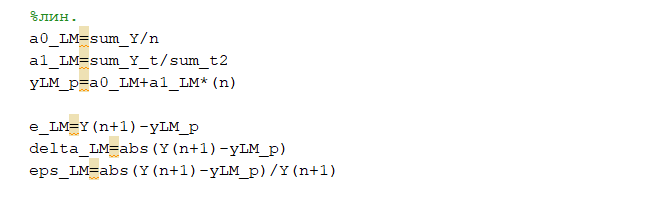 %лин.
a0_LM=sum_Y/n
a1_LM=sum_Y_t/sum_t2
yLM_p=a0_LM+a1_LM*(n)
e_LM=Y(n+1)-yLM_p
delta_LM=abs(Y(n+1)-yLM_p)
eps_LM=abs(Y(n+1)-yLM_p)/Y(n+1)